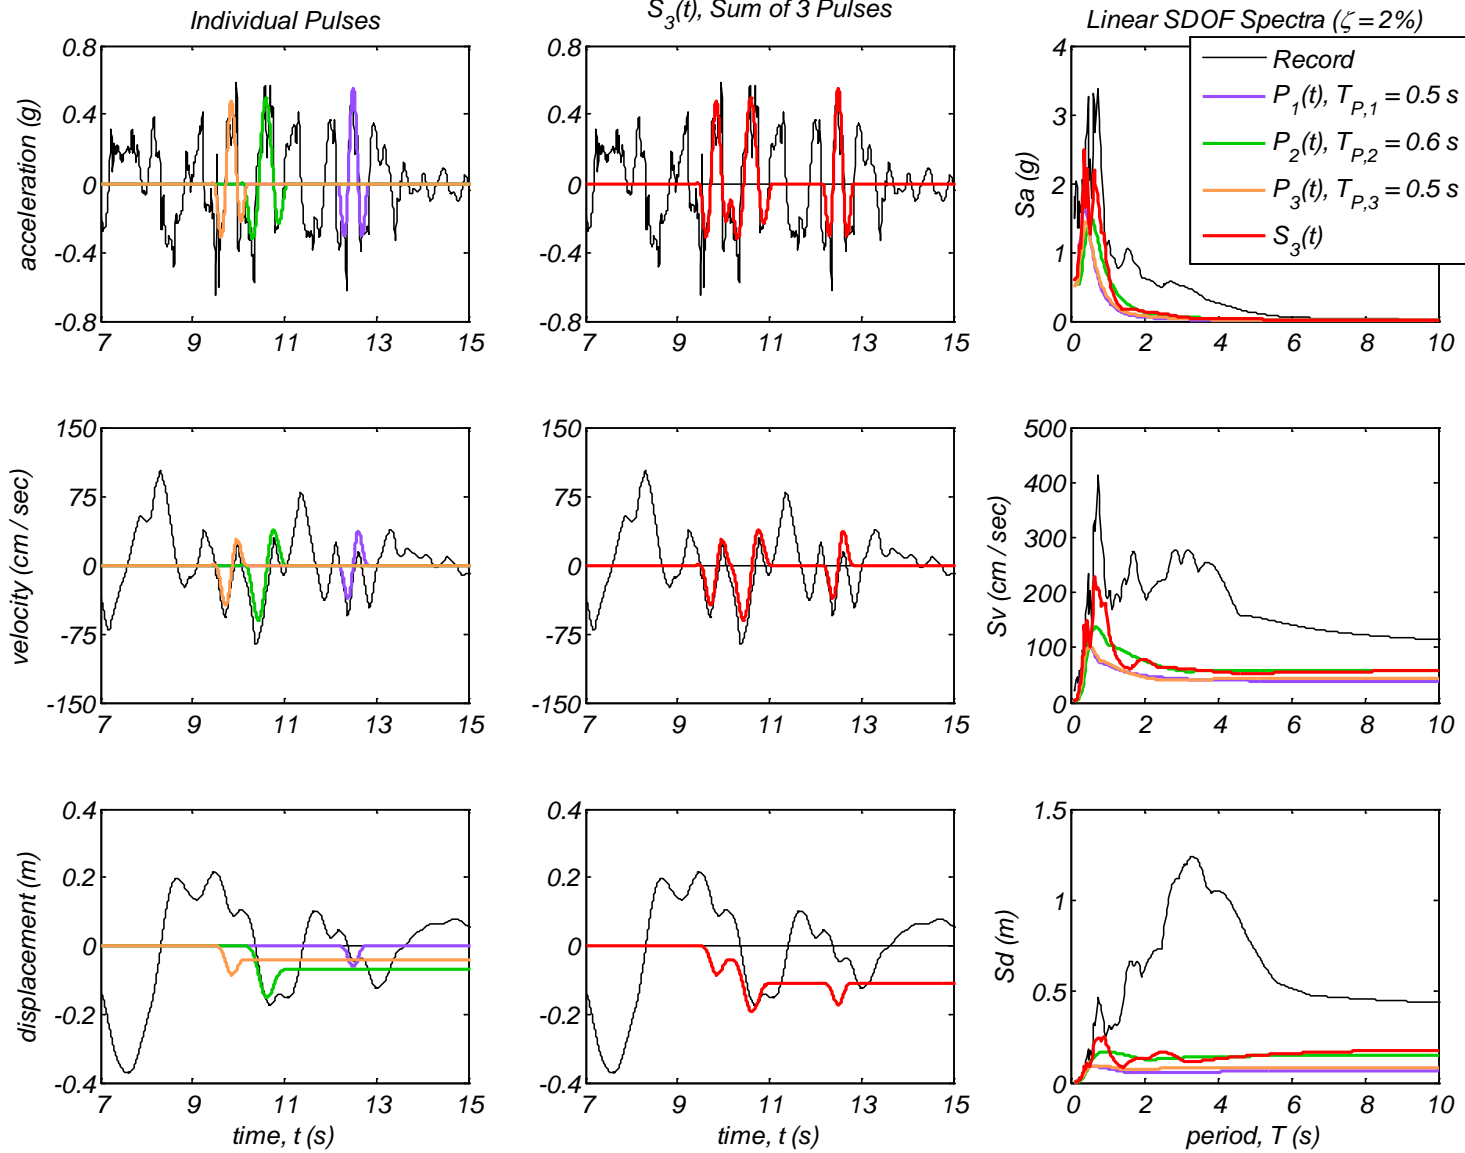 Individual Pulses
S3(t), Sum of 3 Pulses
Linear SDOF Spectra (ζ = 2%)
acceleration (g)
0.8
0.4
0
-0.4
-0.8
7 9 11 13 15
0.8
0.4
0
-0.4
-0.8
7 9 11 13 15
Sa (g)
4
3
2
1
0
0 2 4 6 8 10
Record
P1(t), TP,1 = 0.5 s
P2(t), TP,2 = 0.6 s
P3(t), TP,3 = 0.5 s
S3(t)
velocity (cm / sec)
150
75
0
-75
-150
7 9 11 13 15
150
75
0
-75
-150
7 9 11 13 15
Sv (cm / sec)
500
400
300
200
100
0
0 2 4 6 8 10
displacement (m)
0.4
0.2
0
-0.2
-0.4
7 9 11 13 15
time, t (s)
0.4
0.2
0
-0.2
-0.4
7 9 11 13 15
time, t (s)
Sd (m)
1.5
1
0.5
0
0 2 4 6 8 10
period, T (s)